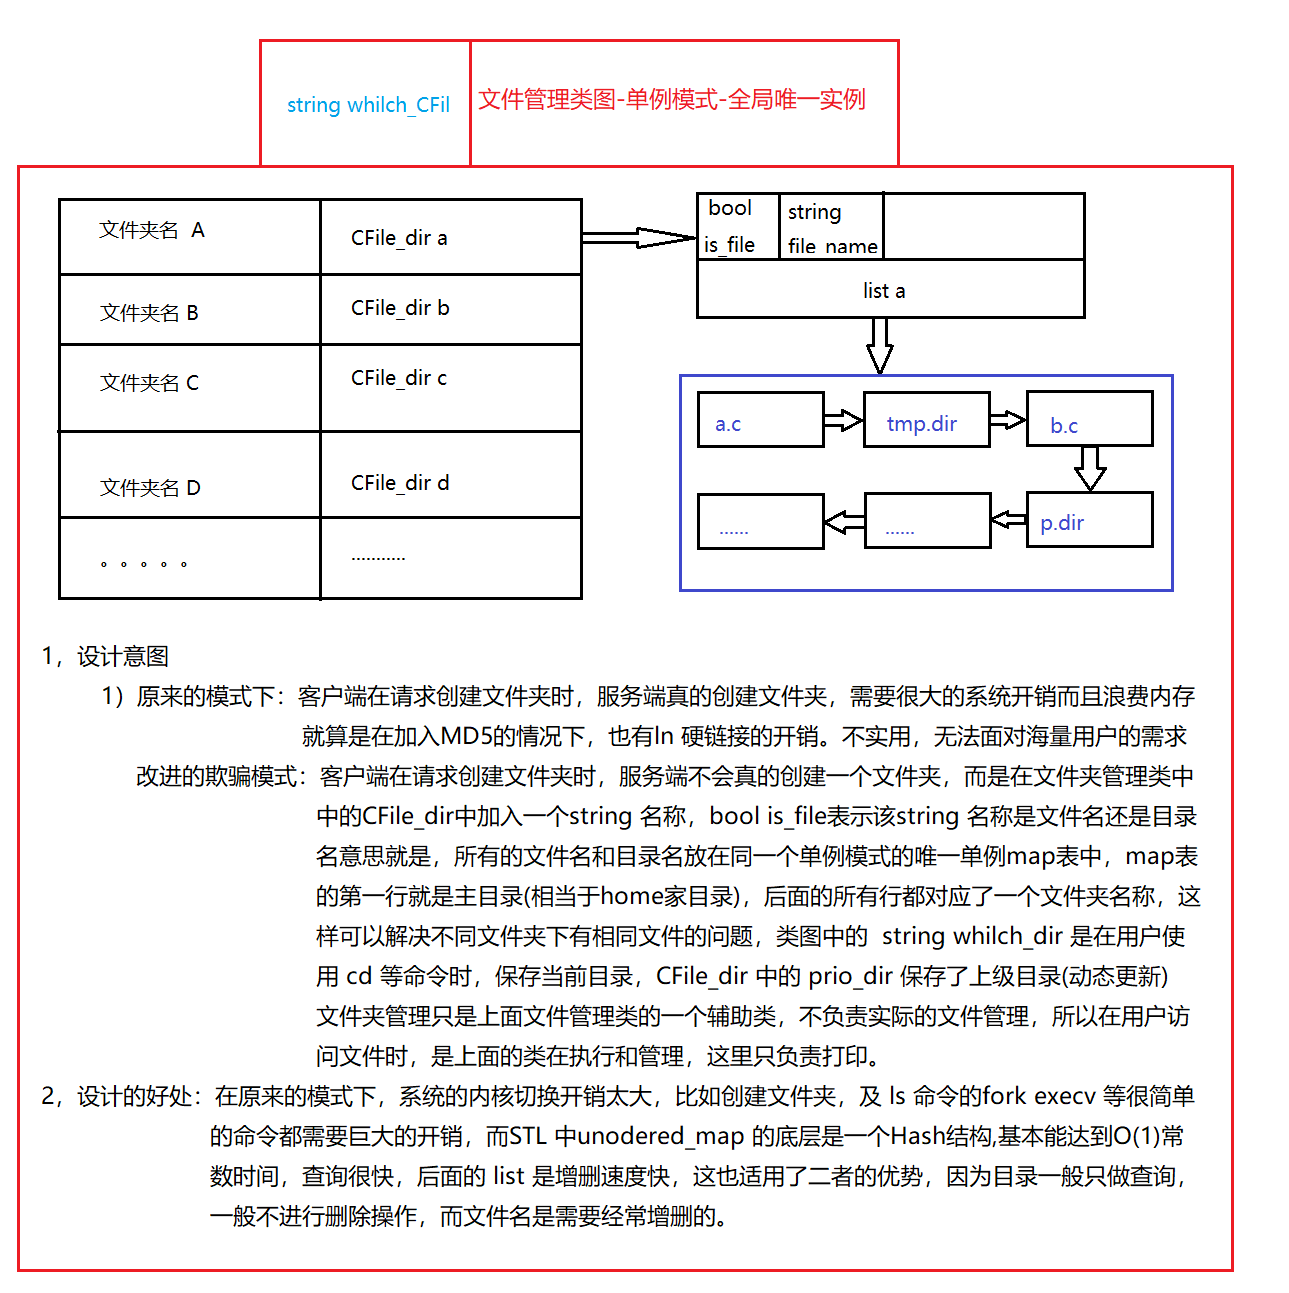 string whilch_CFil
文件管理类图-单例模式-全局唯一实例
文件夹名 A
CFile_dir a
文件夹名 B
CFile_dir b
文件夹名 C
CFile_dir c
文件夹名 D
CFile_dir d
。。。。。
...........
bool
is_file
string
file_name
list a
a.c
tmp.dir
b.c
p.dir
......
......
1，设计意图
1）原来的模式下：客户端在请求创建文件夹时，服务端真的创建文件夹，需要很大的系统开销而且浪费内存
就算是在加入MD5的情况下，也有ln 硬链接的开销。不实用，无法面对海量用户的需求
改进的欺骗模式：客户端在请求创建文件夹时，服务端不会真的创建一个文件夹，而是在文件夹管理类中
中的CFile_dir中加入一个string 名称，bool is_file表示该string 名称是文件名还是目录
名意思就是，所有的文件名和目录名放在同一个单例模式的唯一单例map表中，map表
的第一行就是主目录(相当于home家目录)，后面的所有行都对应了一个文件夹名称，这
样可以解决不同文件夹下有相同文件的问题，类图中的 string whilch_dir 是在用户使
用 cd 等命令时，保存当前目录，CFile_dir 中的 prio_dir 保存了上级目录(动态更新)
文件夹管理只是上面文件管理类的一个辅助类，不负责实际的文件管理，所以在用户访
问文件时，是上面的类在执行和管理，这里只负责打印。
2，设计的好处：在原来的模式下，系统的内核切换开销太大，比如创建文件夹，及 ls 命令的fork execv 等很简单
的命令都需要巨大的开销，而STL 中unodered_map 的底层是一个Hash结构,基本能达到O(1)常
数时间，查询很快，后面的 list 是增删速度快，这也适用了二者的优势，因为目录一般只做查询，
一般不进行删除操作，而文件名是需要经常增删的。